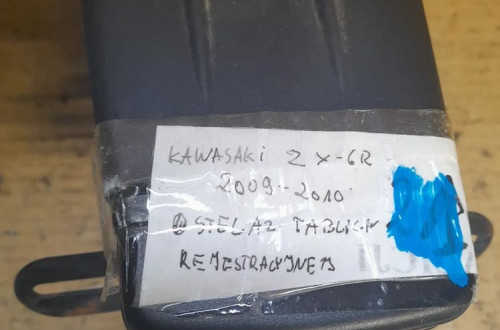 KAWASAKI ZX-6R
2009-2010
STELAŻ TABLICY
REJESTRACYJNEJ